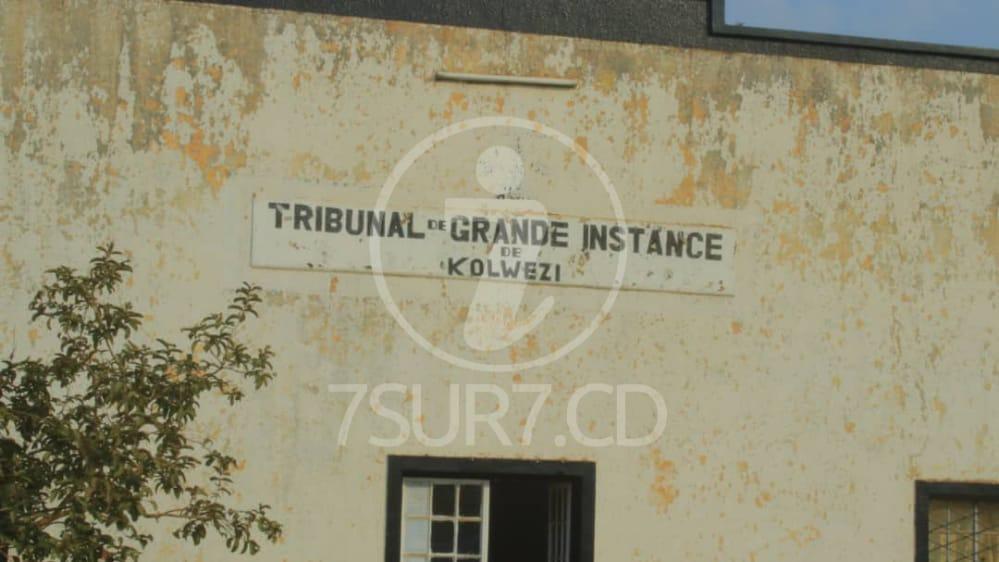 TRIBUNAL DE GRANDE INSTANCE
DE
KOLWEZI
7SUR7.CD